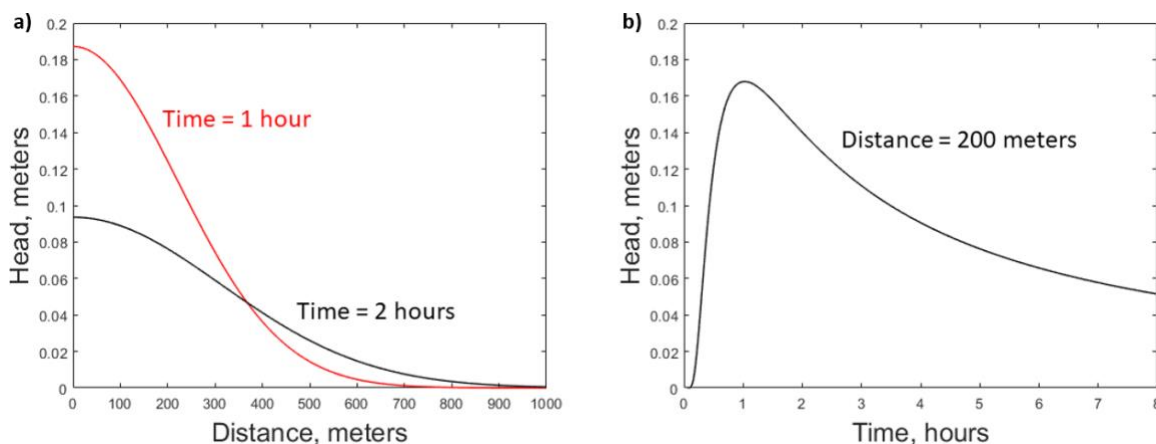 a)
0.2
0.18
0.16
0.14
0.12
0.1
0.08
0.06
0.04
0.02
0
Head, meters
Time = 1 hour
Time = 2 hours
0 100 200 300 400 500 600 700 800 900 1000
Distance, meters
b)
0.2
0.18
0.16
0.14
0.12
0.1
0.08
0.06
0.04
0.02
0
Head, meters
Distance = 200 meters
0 1 2 3 4 5 6 7 8
Time, hours